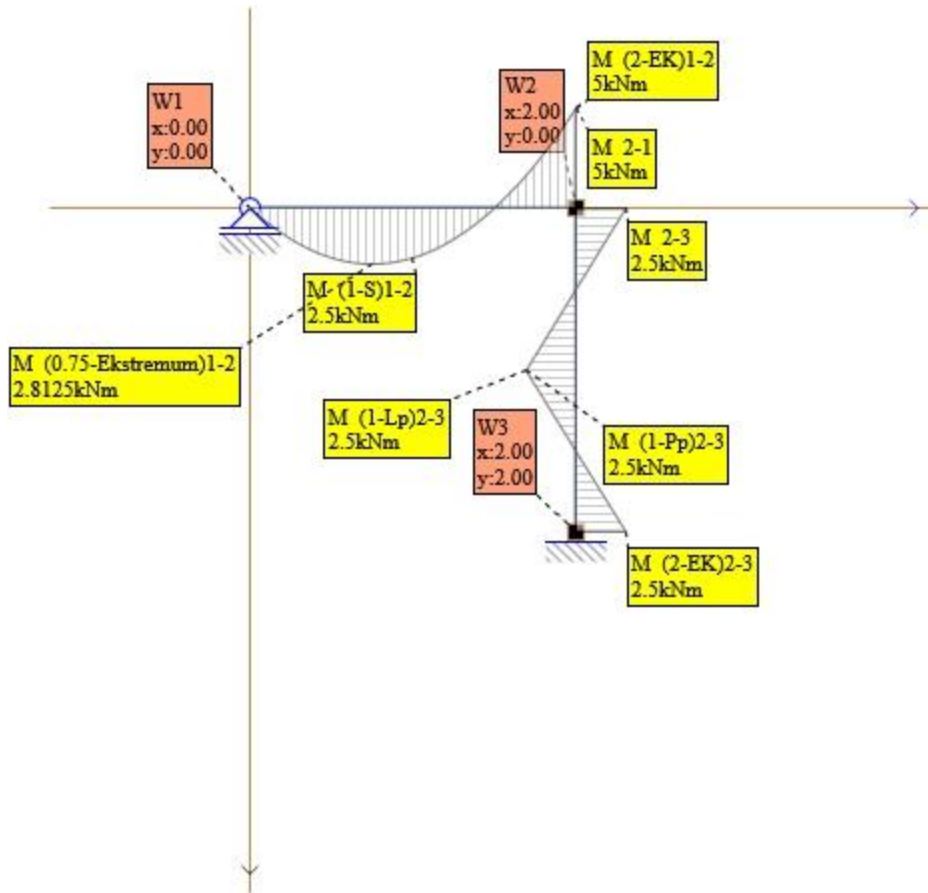 M (2-EK)1-2
5kNm
W1
x:0.00
y:0.00
W2
x:2.00
y:0.00
M 2-1
5kNm
M 2-3
2.5kNm
M (1-S)1-2
2.5kNm
M (0.75-Ekstremum)1-2
2.8125kNm
M (1-Lp)2-3
2.5kNm
W3
x:2.00
y:2.00
M (1-Pp)2-3
2.5kNm
M (2-EK)2-3
2.5kNm